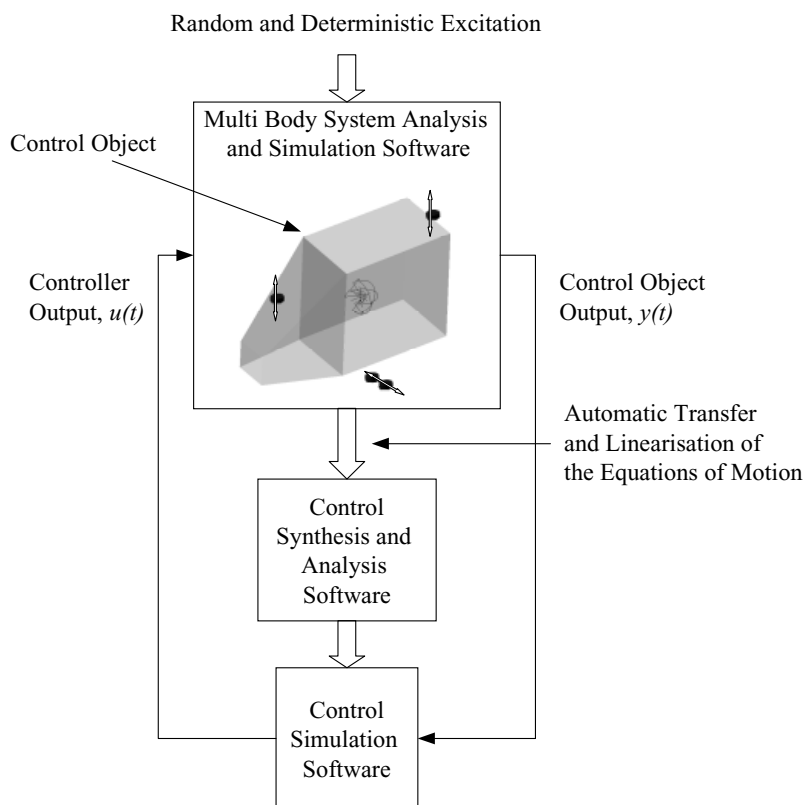 Random and Deterministic Excitation
Multi Body System Analysis
and Simulation Software
Control Object
Controller
Output, u(t)
Control Object
Output, y(t)
Automatic Transfer
and Linearisation of
the Equations of Motion
Control
Synthesis and
Analysis
Software
Control
Simulation
Software